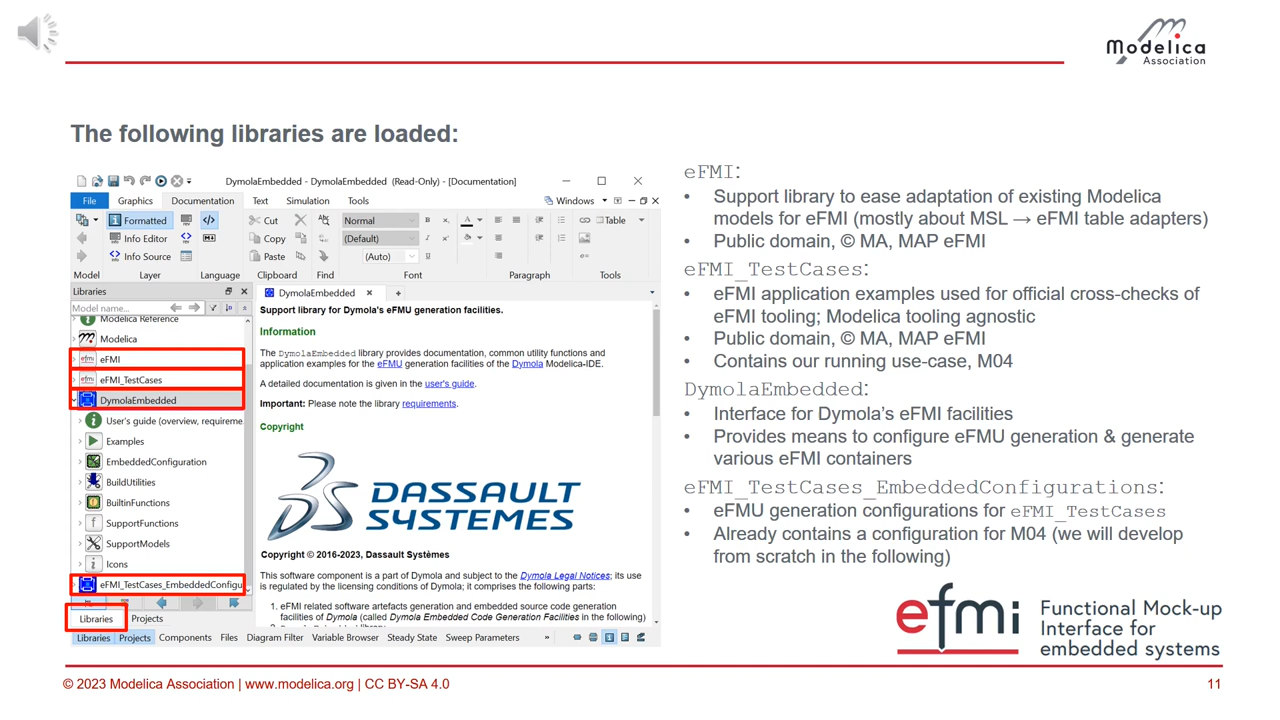 Modelica
Association
The following libraries are loaded:
DymolaEmbedded - DymolaEmbedded (Read-Only) - [Documentation]
File Graphics Documentation Text Simulation Tools Windows
Formatted Cut Normal Table
Info Editor Copy (Default)
Info Source Paste (Auto)
Model Layer Language Clipboard Find Font Paragraph Tools
Libraries
DymolaEmbedded
Model name...
Modelica Reference
Modelica
eFMI
eFMI_TestCases
DymolaEmbedded
User's guide (overview, requireme
Examples
EmbeddedConfiguration
BuildUtilities
BuiltinFunctions
SupportFunctions
SupportModels
Icons
eFMI_TestCases_EmbeddedConfigu
Libraries Projects
Support library for Dymola's eFMU generation facilities.
Information
The DymolaEmbedded library provides documentation, common utility functions and
application examples for the eFMU generation facilities of the Dymola Modelica-IDE.
A detailed documentation is given in the user's guide.
Important: Please note the library requirements.
Copyright
DASSAULT
SYSTEMES
Copyright © 2016-2023, Dassault Systèmes
This software component is a part of Dymola and subject to the Dymola Legal Notices; its use
is regulated by the licensing conditions of Dymola; it comprises the following parts:
1. eFMI related software artefacts generation and embedded source code generation
facilities of Dymola (called Dymola Embedded Code Generation Facilities in the following)
Libraries Projects Components Files Diagram Filter Variable Browser Steady State Sweep Parameters »
eFMI:
• Support library to ease adaptation of existing Modelica
models for eFMI (mostly about MSL → eFMI table adapters)
• Public domain, © MA, MAP eFMI
eFMI_TestCases:
• eFMI application examples used for official cross-checks of
eFMI tooling; Modelica tooling agnostic
• Public domain, © MA, MAP eFMI
• Contains our running use-case, M04
DymolaEmbedded:
• Interface for Dymola's eFMI facilities
• Provides means to configure eFMU generation & generate
various eFMI containers
eFMI_TestCases_EmbeddedConfigurations:
• eFMU generation configurations for eFMI_TestCases
• Already contains a configuration for M04 (we will develop
from scratch in the following)
efmi
Functional Mock-up
Interface for
embedded systems
© 2023 Modelica Association | www.modelica.org | CC BY-SA 4.0
11